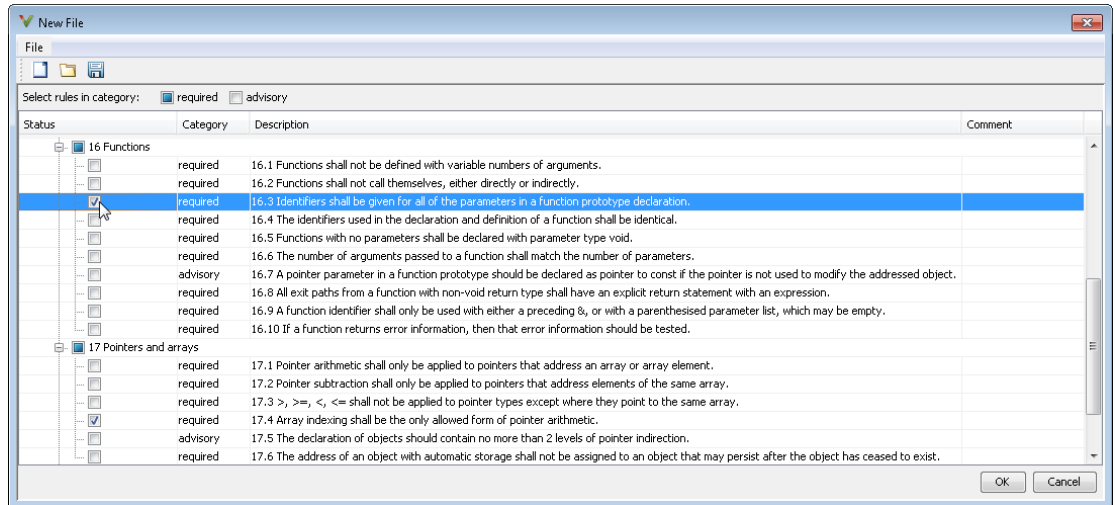 New File
File
Select rules in category: required advisory
Status Category Description Comment
16 Functions
required 16.1 Functions shall not be defined with variable numbers of arguments.
required 16.2 Functions shall not call themselves, either directly or indirectly.
required 16.3 Identifiers shall be given for all of the parameters in a function prototype declaration.
required 16.4 The identifiers used in the declaration and definition of a function shall be identical.
required 16.5 Functions with no parameters shall be declared with parameter type void.
required 16.6 The number of arguments passed to a function shall match the number of parameters.
advisory 16.7 A pointer parameter in a function prototype should be declared as pointer to const if the pointer is not used to modify the addressed object.
required 16.8 All exit paths from a function with non-void return type shall have an explicit return statement with an expression.
required 16.9 A function identifier shall only be used with either a preceding &, or with a parenthesised parameter list, which may be empty.
required 16.10 If a function returns error information, then that error information should be tested.
17 Pointers and arrays
required 17.1 Pointer arithmetic shall only be applied to pointers that address an array or array element.
required 17.2 Pointer subtraction shall only be applied to pointers that address elements of the same array.
required 17.3 >, >=, <, <= shall not be applied to pointer types except where they point to the same array.
required 17.4 Array indexing shall be the only allowed form of pointer arithmetic.
advisory 17.5 The declaration of objects should contain no more than 2 levels of pointer indirection.
required 17.6 The address of an object with automatic storage shall not be assigned to an object that may persist after the object has ceased to exist.
OK Cancel